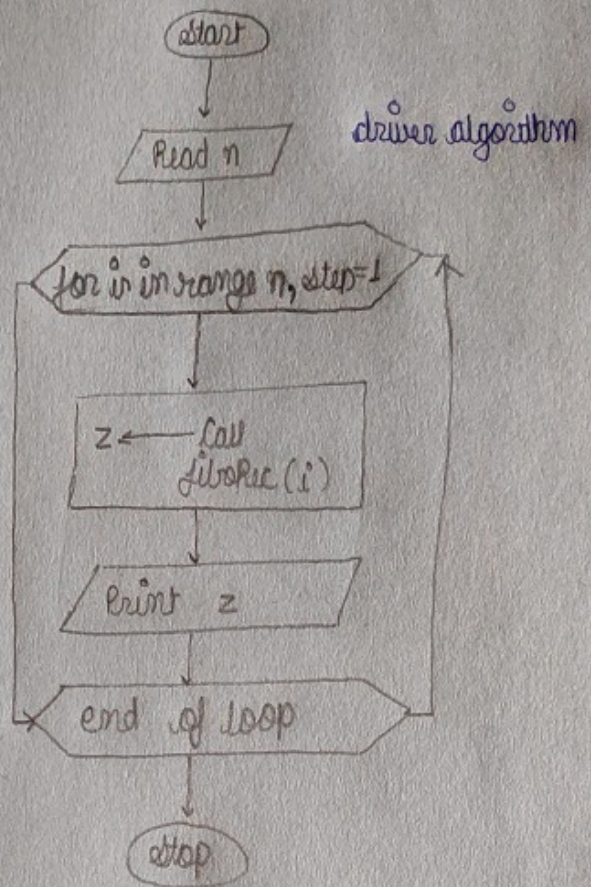 Start
driver algorithm
Read n
for i in range n, step=1
z ← Call
fiboRec (i)
Print z
end of loop
Stop